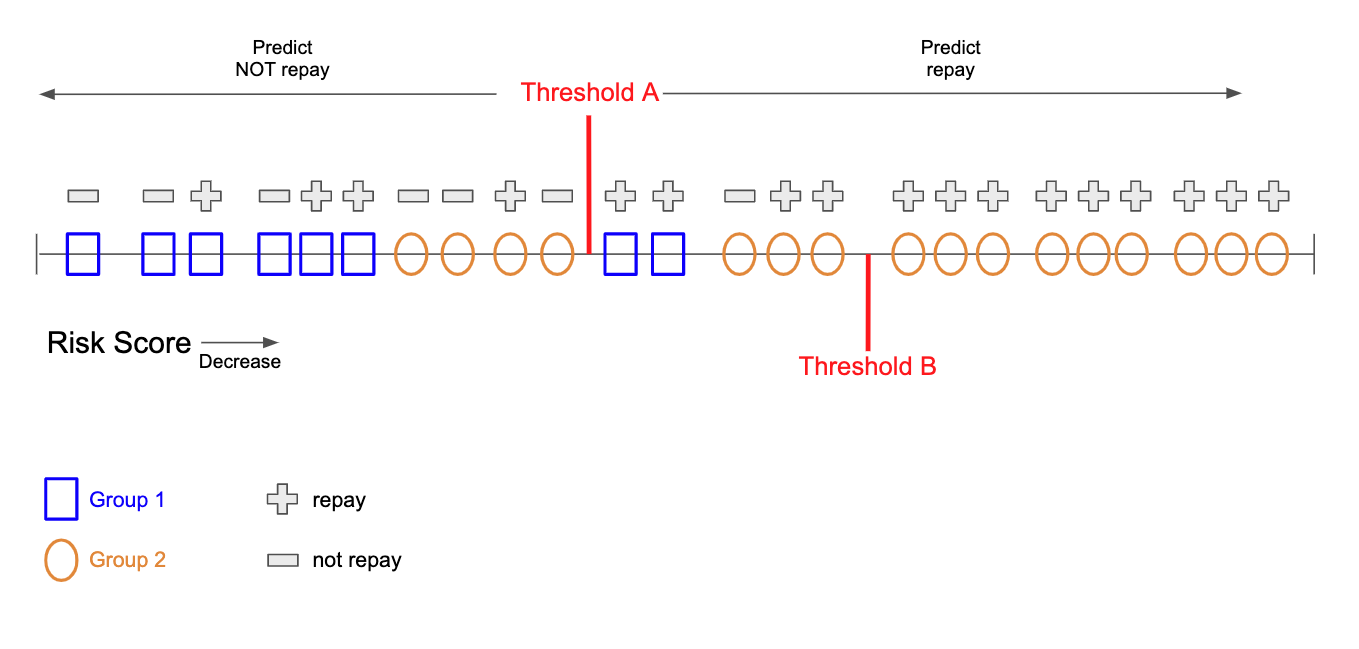 Predict
NOT repay
Predict
repay
Threshold A
Risk Score
Decrease
Threshold B
Group 1
repay
Group 2
not repay